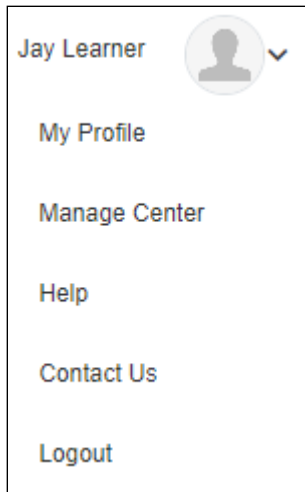 Jay Learner
My Profile
Manage Center
Help
Contact Us
Logout